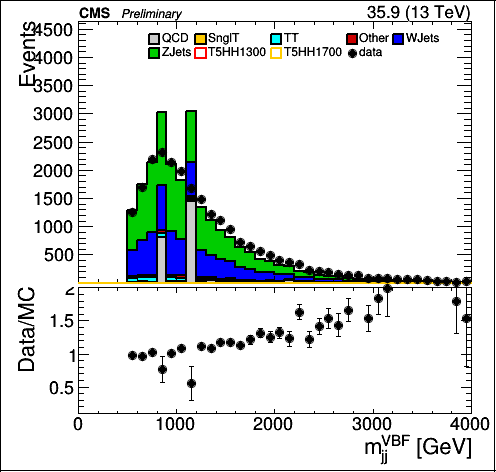 CMS Preliminary 35.9 (13 TeV)
QCD SnglT TT Other WJets
ZJets T5HH1300 T5HH1700 data
Events
4500
4000
3500
3000
2500
2000
1500
1000
500
Data/MC
2
1.5
1
0.5
0 1000 2000 3000 4000
m_jj^VBF [GeV]